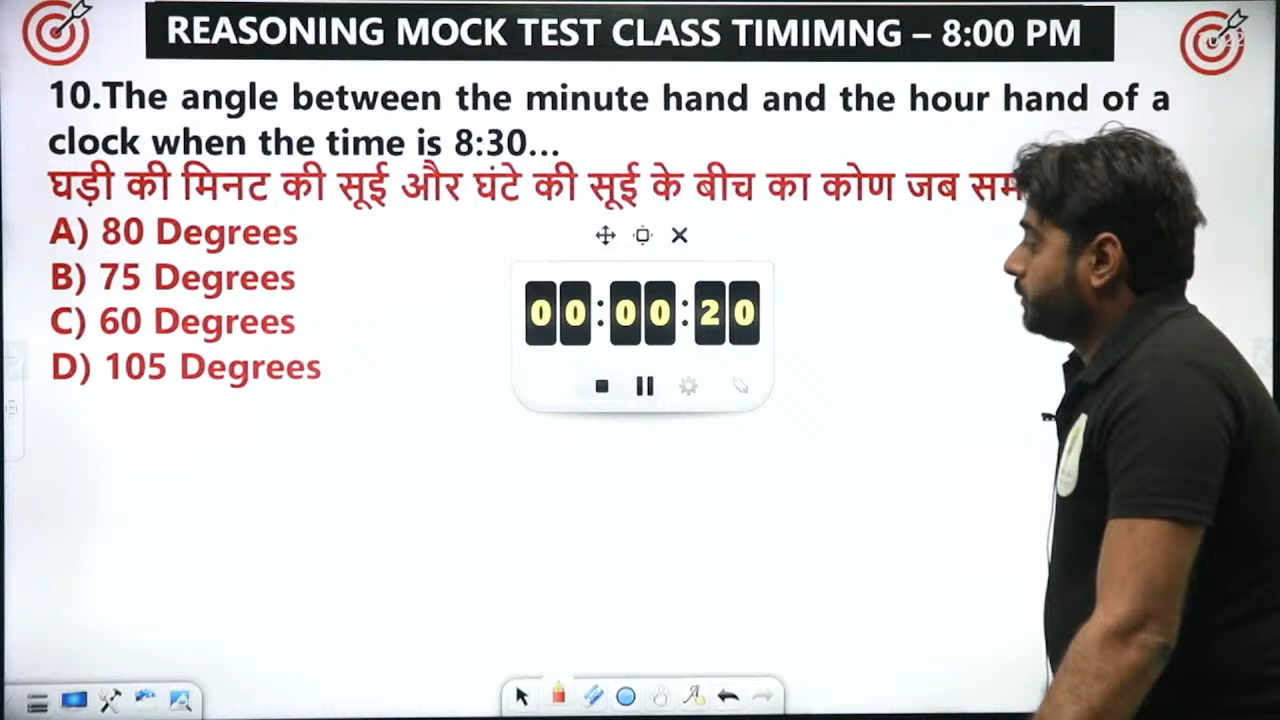 REASONING MOCK TEST CLASS TIMIMNG – 8:00 PM
10.The angle between the minute hand and the hour hand of a
clock when the time is 8:30...
घड़ी की मिनट की सूई और घंटे की सूई के बीच का कोण जब
A) 80 Degrees
B) 75 Degrees
C) 60 Degrees
D) 105 Degrees
00:00:20